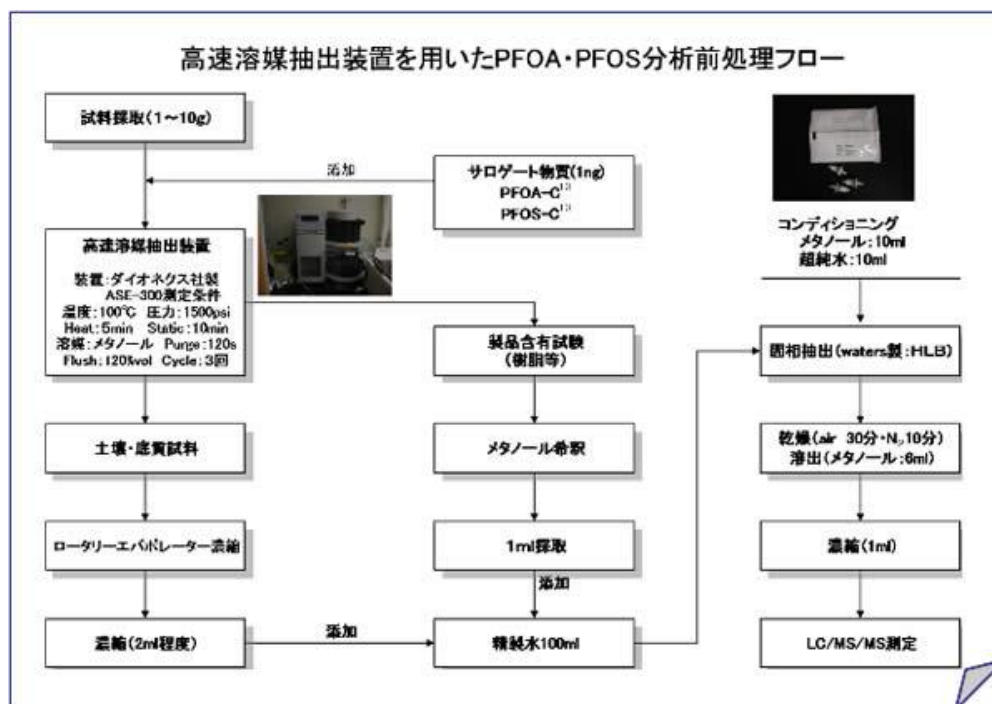 高速溶媒抽出装置を用いたPFOA・PFOS分析前処理フロー
試料採取(1～10g)
添加
サロゲート物質(1ng)
PFOA-C¹³
PFOS-C¹³
高速溶媒抽出装置
装置:ダイオネクス社製
ASE-300測定条件
温度:100℃ 圧力:1500psi
Heat:5min Static:10min
溶媒:メタノール Purge:120s
Flush:120%vol Cycle:3回
土壌・底質試料
ロータリーエバポレーター濃縮
濃縮(2ml程度)
添加
製品含有試験
(樹脂等)
メタノール希釈
1ml採取
添加
精製水100ml
コンディショニング
メタノール:10ml
超純水:10ml
固相抽出(waters製:HLB)
乾燥(air 30分・N₂10分)
溶出(メタノール:6ml)
濃縮(1ml)
LC/MS/MS測定